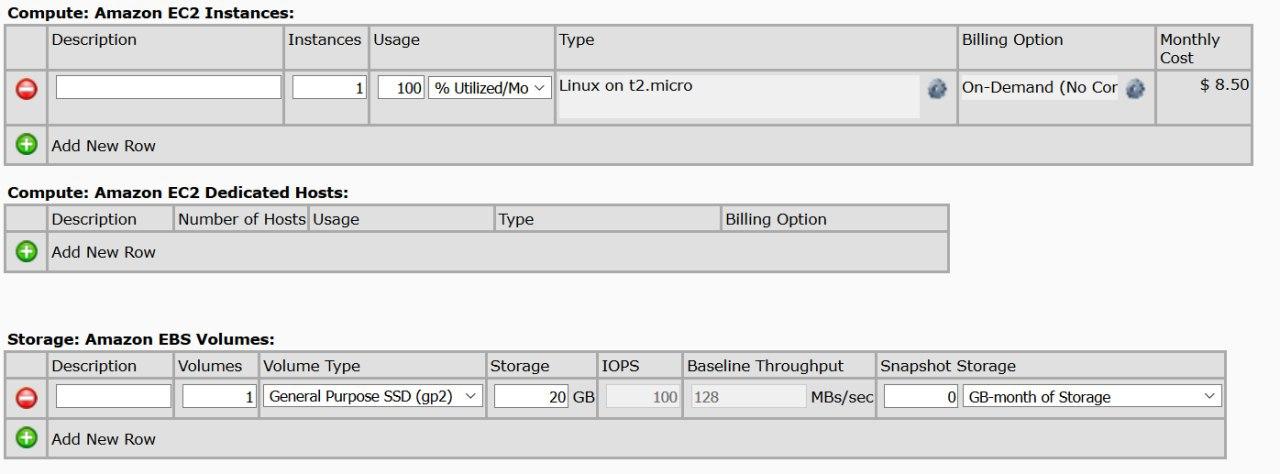 Compute: Amazon EC2 Instances:
Description Instances Usage Type Billing Option Monthly Cost
1 100 % Utilized/Mo Linux on t2.micro On-Demand (No Cor $ 8.50
Add New Row
Compute: Amazon EC2 Dedicated Hosts:
Description Number of Hosts Usage Type Billing Option
Add New Row
Storage: Amazon EBS Volumes:
Description Volumes Volume Type Storage IOPS Baseline Throughput Snapshot Storage
1 General Purpose SSD (gp2) 20 GB 100 128 MBs/sec 0 GB-month of Storage
Add New Row